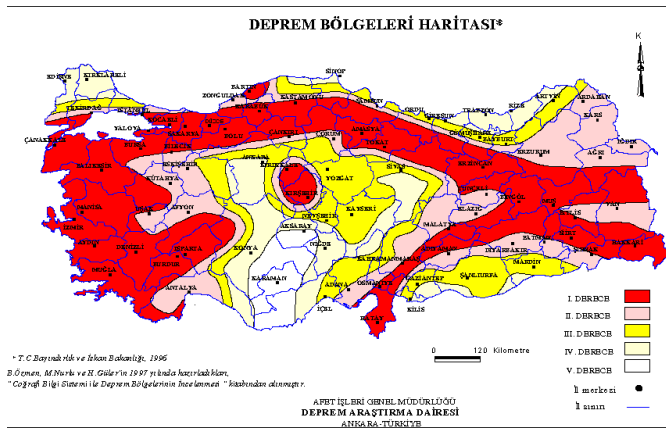 DEPREM BÖLGELERİ HARİTASI*
K
SİNOP
EDİRNE
KIRKLARELİ
BARTIN
ZONGULDAK
KASTAMONU
SAMSUN
ARTVİN
ARDAHAN
TEKİRDAĞ
İSTANBUL
KOCAELİ
DÜZCE
KARABÜK
ORDU
GİRESUN
TRABZON
RİZE
KARS
YALOVA
SAKARYA
BOLU
ÇANKIRI
ÇORUM
AMASYA
TOKAT
GÜMÜŞHANE
BAYBURT
IĞDIR
ÇANAKKALE
BURSA
BİLECİK
ANKARA
ERZURUM
AĞRI
BALIKESİR
ESKİŞEHİR
KIRIKKALE
YOZGAT
SİVAS
ERZİNCAN
KÜTAHYA
KIRŞEHİR
TUNCELİ
BİNGÖL
MUŞ
VAN
MANİSA
UŞAK
AFYON
NEVŞEHİR
KAYSERİ
MALATYA
ELAZIĞ
BİTLİS
İZMİR
AKSARAY
AYDIN
DENİZLİ
ISPARTA
KONYA
NİĞDE
ADIYAMAN
DİYARBAKIR
BATMAN
SİİRT
ŞIRNAK
HAKKARİ
BURDUR
KAHRAMANMARAŞ
MARDİN
MUĞLA
ANTALYA
KARAMAN
ADANA
OSMANİYE
GAZİANTEP
ŞANLIURFA
İÇEL
KİLİS
HATAY
I. DERECE
II. DERECE
III. DERECE
IV. DERECE
V. DERECE
İl merkezi
İl sınırı
0 120 Kilometre
* T.C Bayındırlık ve İskan Bakanlığı, 1996
B.Özmen, M.Nurlu ve H.Güler'in 1997 yılında hazırladıkları,
" Coğrafi Bilgi Sistemi ile Deprem Bölgelerinin İncelenmesi " kitabından alınmıştır.
AFET İŞLERİ GENEL MÜDÜRLÜĞÜ
DEPREM ARAŞTIRMA DAİRESİ
ANKARA-TÜRKİYE